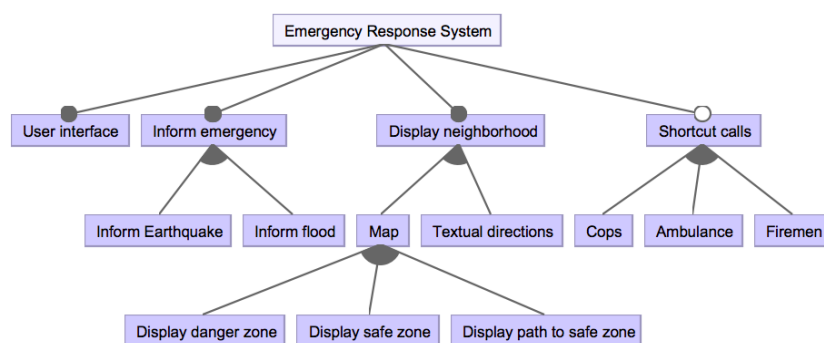 Emergency Response System
User interface
Inform emergency
Display neighborhood
Shortcut calls
Inform Earthquake
Inform flood
Map
Textual directions
Cops
Ambulance
Firemen
Display danger zone
Display safe zone
Display path to safe zone